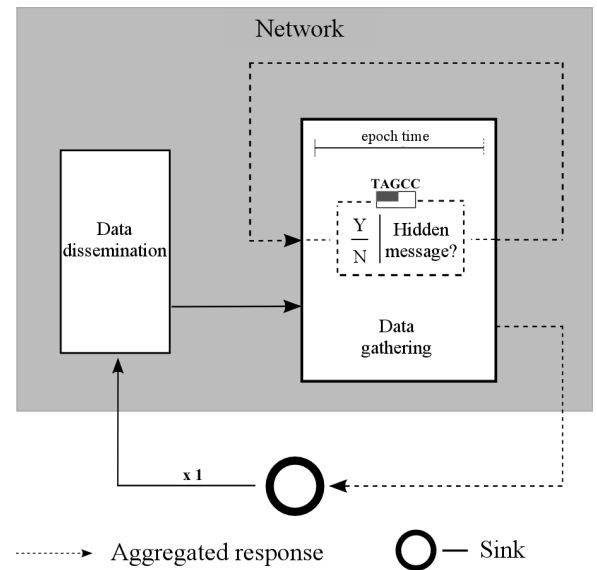 Network
epoch time
TAGCC
Y
N
Hidden
message?
Data
dissemination
Data
gathering
x 1
Aggregated response
Sink